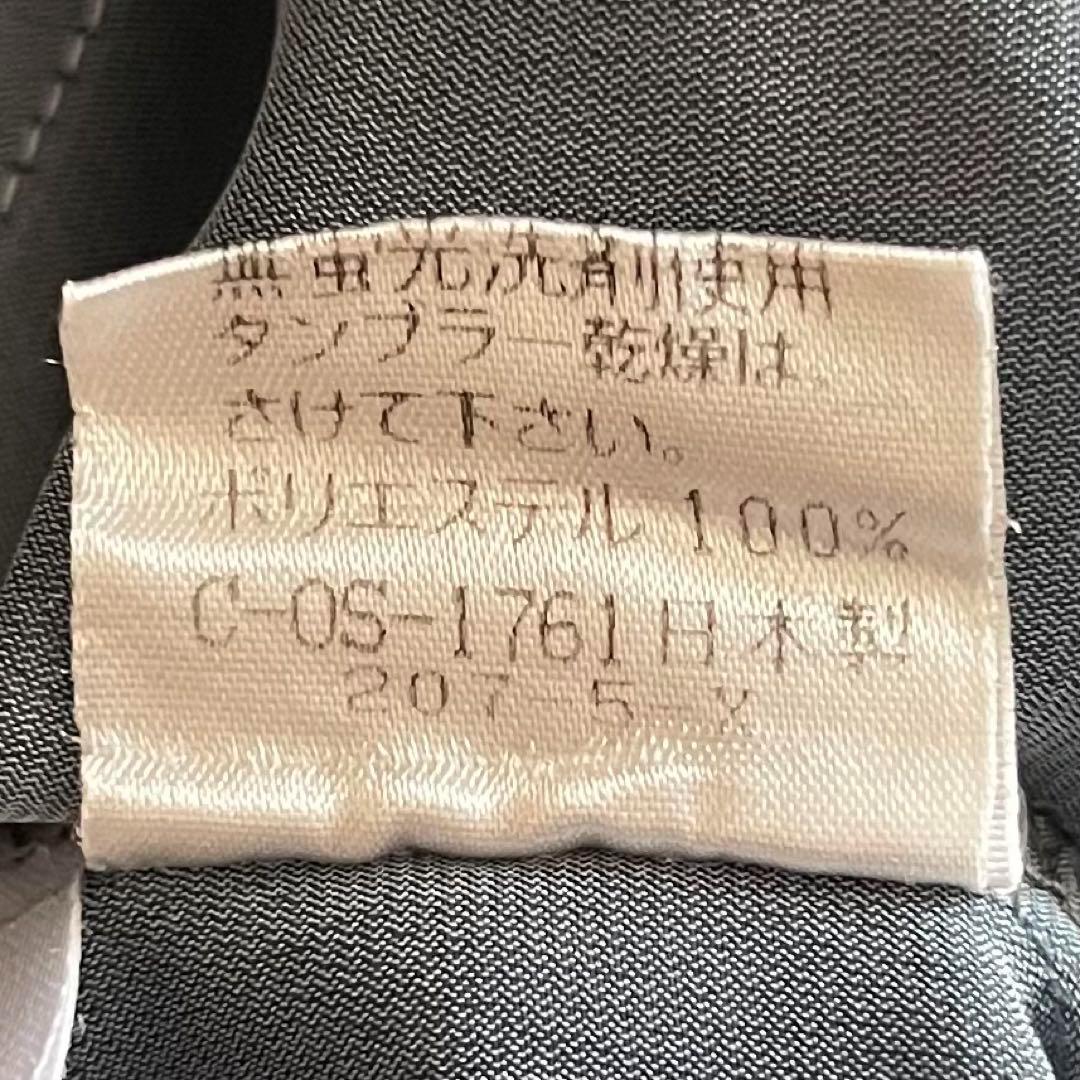 無蛍光洗剤使用
タンブラー乾燥は、
さけて下さい。
ポリエステル 100%
C-OS-1761 日本製
207-5-Y